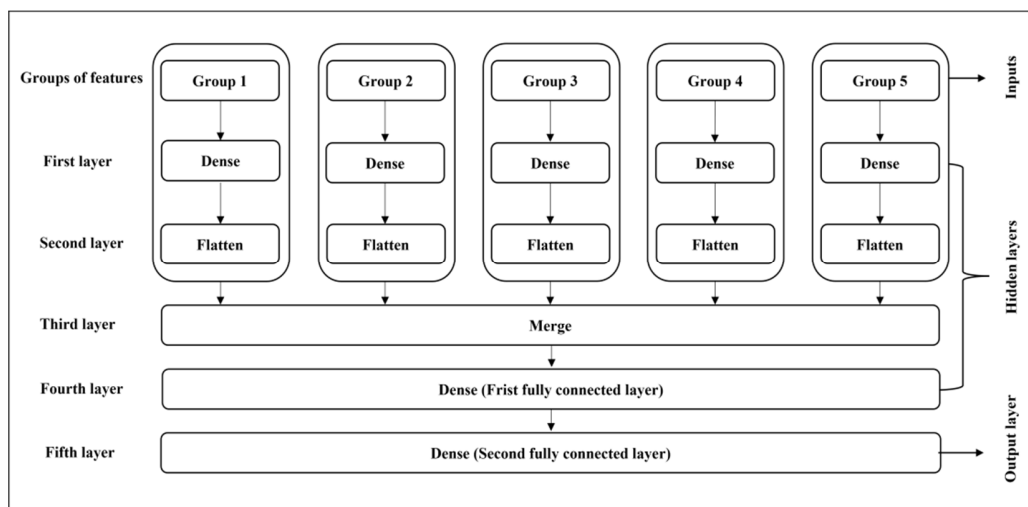 Groups of features
Group 1
Group 2
Group 3
Group 4
Group 5
Inputs
First layer
Dense
Dense
Dense
Dense
Dense
Second layer
Flatten
Flatten
Flatten
Flatten
Flatten
Hidden layers
Third layer
Merge
Fourth layer
Dense (Frist fully connected layer)
Fifth layer
Dense (Second fully connected layer)
Output layer